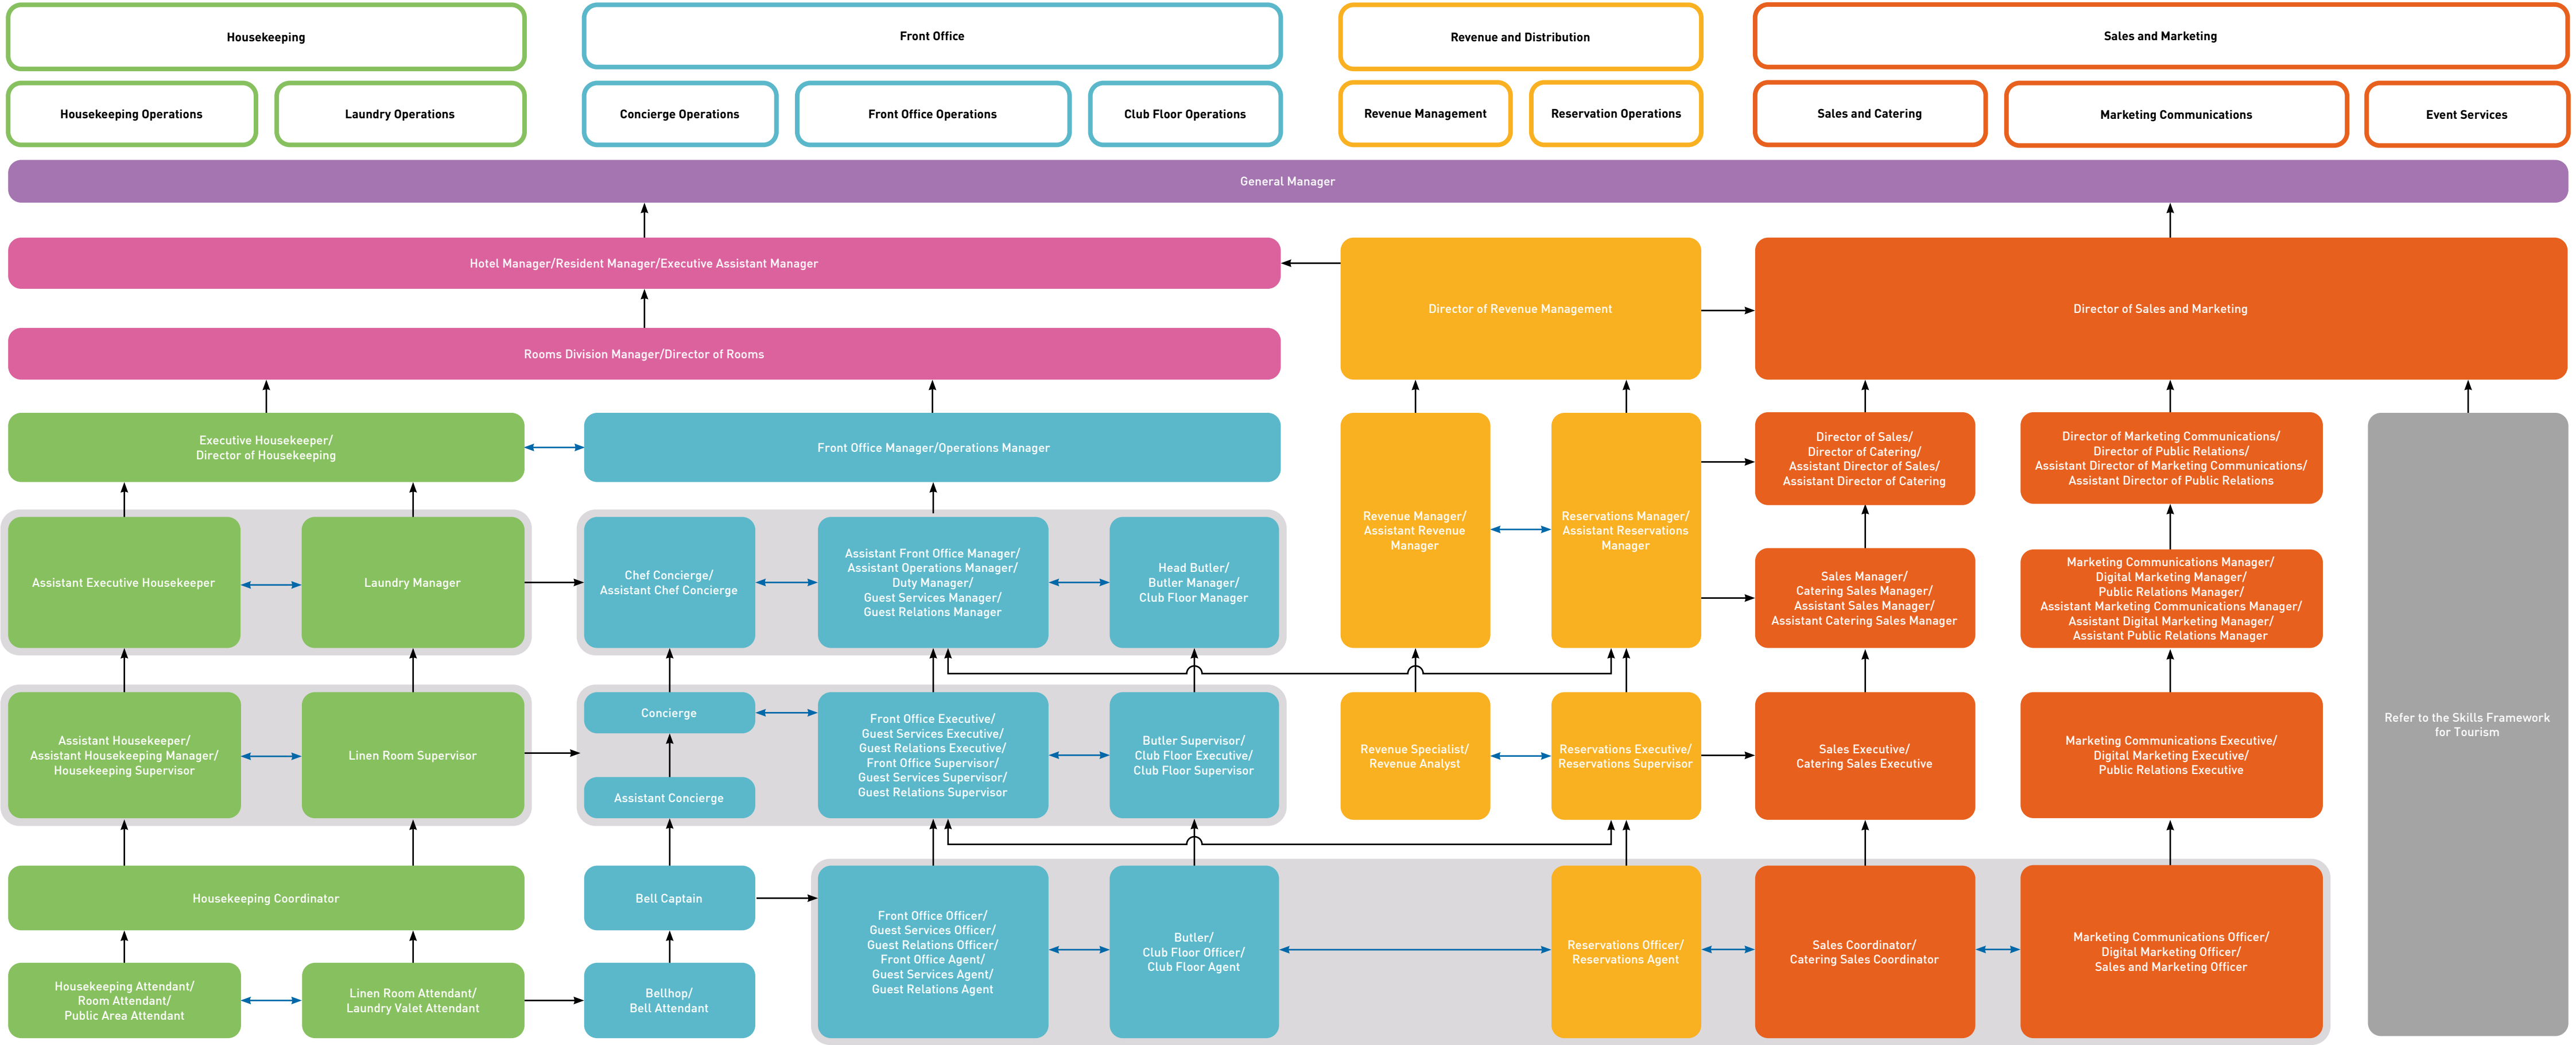 Housekeeping
Front Office
Revenue and Distribution
Sales and Marketing
Housekeeping Operations
Laundry Operations
Concierge Operations
Front Office Operations
Club Floor Operations
Revenue Management
Reservation Operations
Sales and Catering
Marketing Communications
Event Services
General Manager
Hotel Manager/Resident Manager/Executive Assistant Manager
Director of Revenue Management
Director of Sales and Marketing
Rooms Division Manager/Director of Rooms
Executive Housekeeper/
Director of Housekeeping
Front Office Manager/Operations Manager
Revenue Manager/
Assistant Revenue
Manager
Reservations Manager/
Assistant Reservations
Manager
Director of Sales/
Director of Catering/
Assistant Director of Sales/
Assistant Director of Catering
Director of Marketing Communications/
Director of Public Relations/
Assistant Director of Marketing Communications/
Assistant Director of Public Relations
Refer to the Skills Framework
for Tourism
Assistant Executive Housekeeper
Laundry Manager
Chef Concierge/
Assistant Chef Concierge
Assistant Front Office Manager/
Assistant Operations Manager/
Duty Manager/
Guest Services Manager/
Guest Relations Manager
Head Butler/
Butler Manager/
Club Floor Manager
Sales Manager/
Catering Sales Manager/
Assistant Sales Manager/
Assistant Catering Sales Manager
Marketing Communications Manager/
Digital Marketing Manager/
Public Relations Manager/
Assistant Marketing Communications Manager/
Assistant Digital Marketing Manager/
Assistant Public Relations Manager
Assistant Housekeeper/
Assistant Housekeeping Manager/
Housekeeping Supervisor
Linen Room Supervisor
Concierge
Assistant Concierge
Front Office Executive/
Guest Services Executive/
Guest Relations Executive/
Front Office Supervisor/
Guest Services Supervisor/
Guest Relations Supervisor
Butler Supervisor/
Club Floor Executive/
Club Floor Supervisor
Revenue Specialist/
Revenue Analyst
Reservations Executive/
Reservations Supervisor
Sales Executive/
Catering Sales Executive
Marketing Communications Executive/
Digital Marketing Executive/
Public Relations Executive
Housekeeping Coordinator
Bell Captain
Front Office Officer/
Guest Services Officer/
Guest Relations Officer/
Front Office Agent/
Guest Services Agent/
Guest Relations Agent
Butler/
Club Floor Officer/
Club Floor Agent
Reservations Officer/
Reservations Agent
Sales Coordinator/
Catering Sales Coordinator
Marketing Communications Officer/
Digital Marketing Officer/
Sales and Marketing Officer
Housekeeping Attendant/
Room Attendant/
Public Area Attendant
Linen Room Attendant/
Laundry Valet Attendant
Bellhop/
Bell Attendant